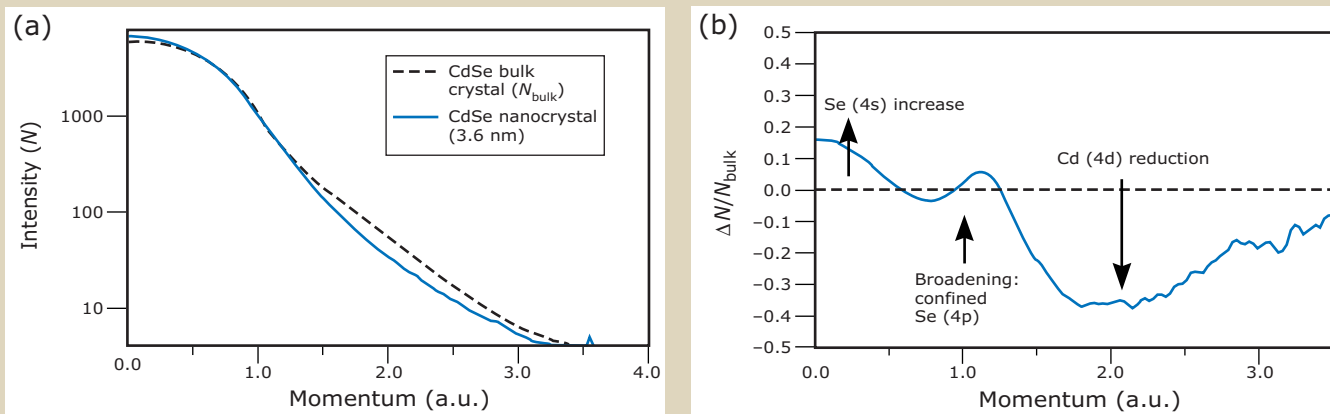 (a)
Intensity (N)
1000
100
10
CdSe bulk
crystal (N_bulk)
CdSe nanocrystal
(3.6 nm)
0.0 1.0 2.0 3.0 4.0
Momentum (a.u.)
(b)
ΔN/N_bulk
0.5
0.4
0.3
0.2
0.1
0.0
−0.1
−0.2
−0.3
−0.4
−0.5
Se (4s) increase
Cd (4d) reduction
Broadening:
confined
Se (4p)
0.0 1.0 2.0 3.0
Momentum (a.u.)